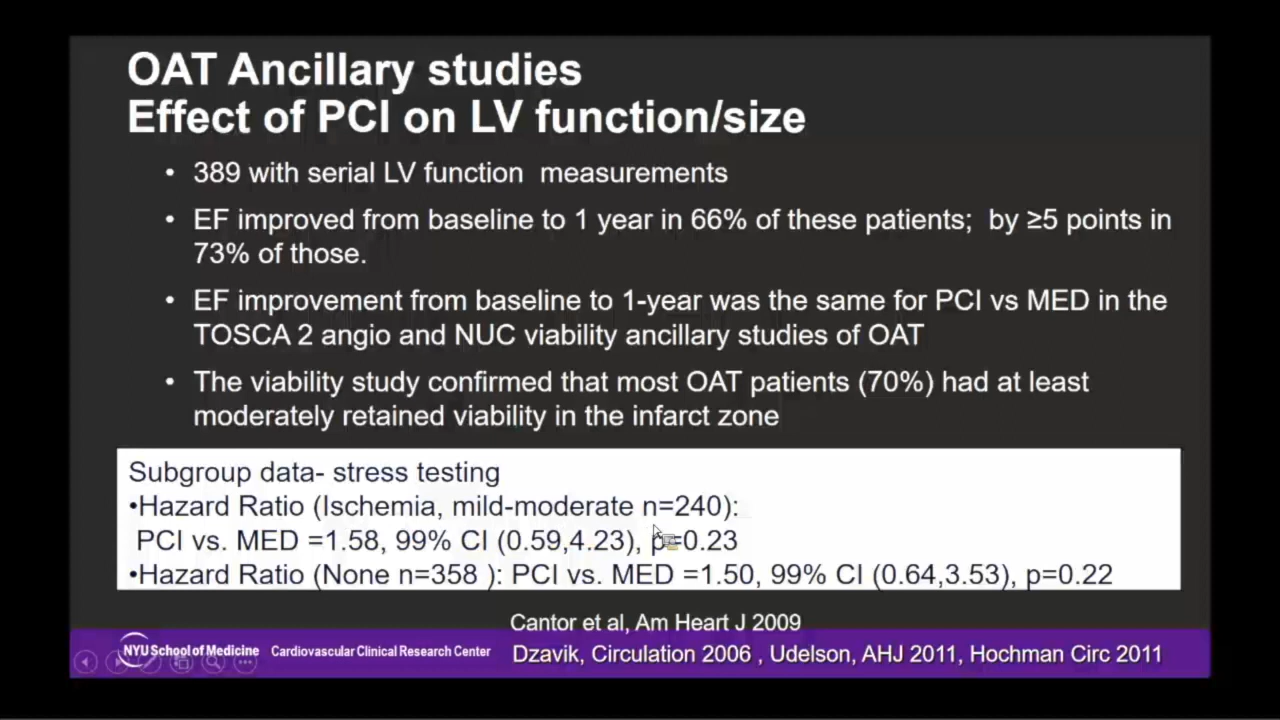 OAT Ancillary studies
Effect of PCI on LV function/size
• 389 with serial LV function measurements
• EF improved from baseline to 1 year in 66% of these patients; by ≥5 points in
73% of those.
• EF improvement from baseline to 1-year was the same for PCI vs MED in the
TOSCA 2 angio and NUC viability ancillary studies of OAT
• The viability study confirmed that most OAT patients (70%) had at least
moderately retained viability in the infarct zone
Subgroup data- stress testing
•Hazard Ratio (Ischemia, mild-moderate n=240):
PCI vs. MED =1.58, 99% CI (0.59,4.23), p=0.23
•Hazard Ratio (None n=358 ): PCI vs. MED =1.50, 99% CI (0.64,3.53), p=0.22
Cantor et al, Am Heart J 2009
NYU School of Medicine Cardiovascular Clinical Research Center
Dzavik, Circulation 2006 , Udelson, AHJ 2011, Hochman Circ 2011